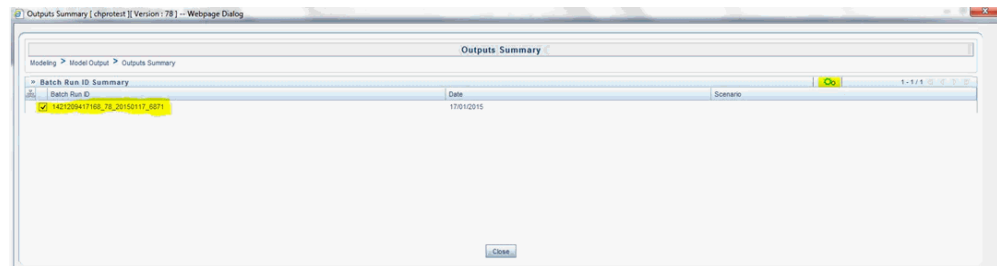 Outputs Summary [ chprotest ][ Version : 78 ] -- Webpage Dialog
Outputs Summary
Modeling > Model Output > Outputs Summary
» Batch Run ID Summary 1-1/1
Batch Run ID Date Scenario
1421209417168_78_20150117_6871 17/01/2015
Close